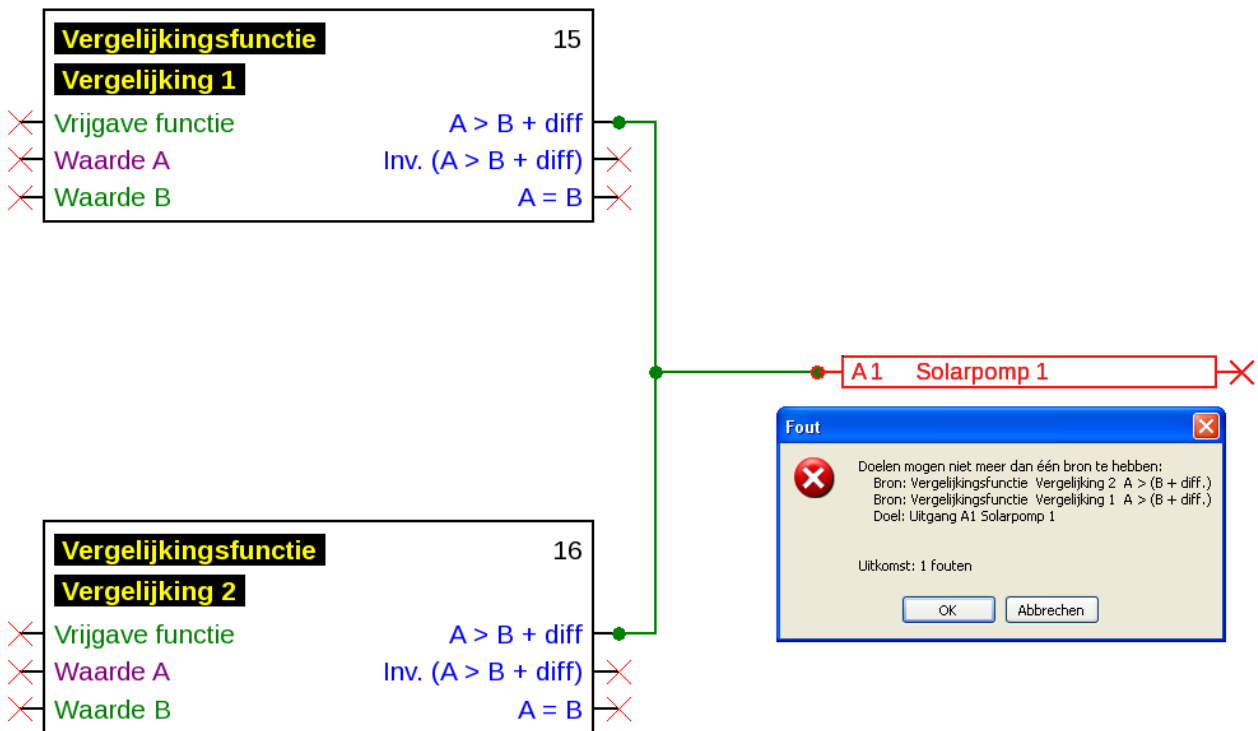 Vergelijkingsfunctie 15
Vergelijking 1
Vrijgave functie A > B + diff
Waarde A Inv. (A > B + diff)
Waarde B A = B
A1 Solarpomp 1
Fout
Doelen mogen niet meer dan één bron te hebben:
Bron: Vergelijkingsfunctie Vergelijking 2 A > (B + diff.)
Bron: Vergelijkingsfunctie Vergelijking 1 A > (B + diff.)
Doel: Uitgang A1 Solarpomp 1
Uitkomst: 1 fouten
OK Abbrechen
Vergelijkingsfunctie 16
Vergelijking 2
Vrijgave functie A > B + diff
Waarde A Inv. (A > B + diff)
Waarde B A = B